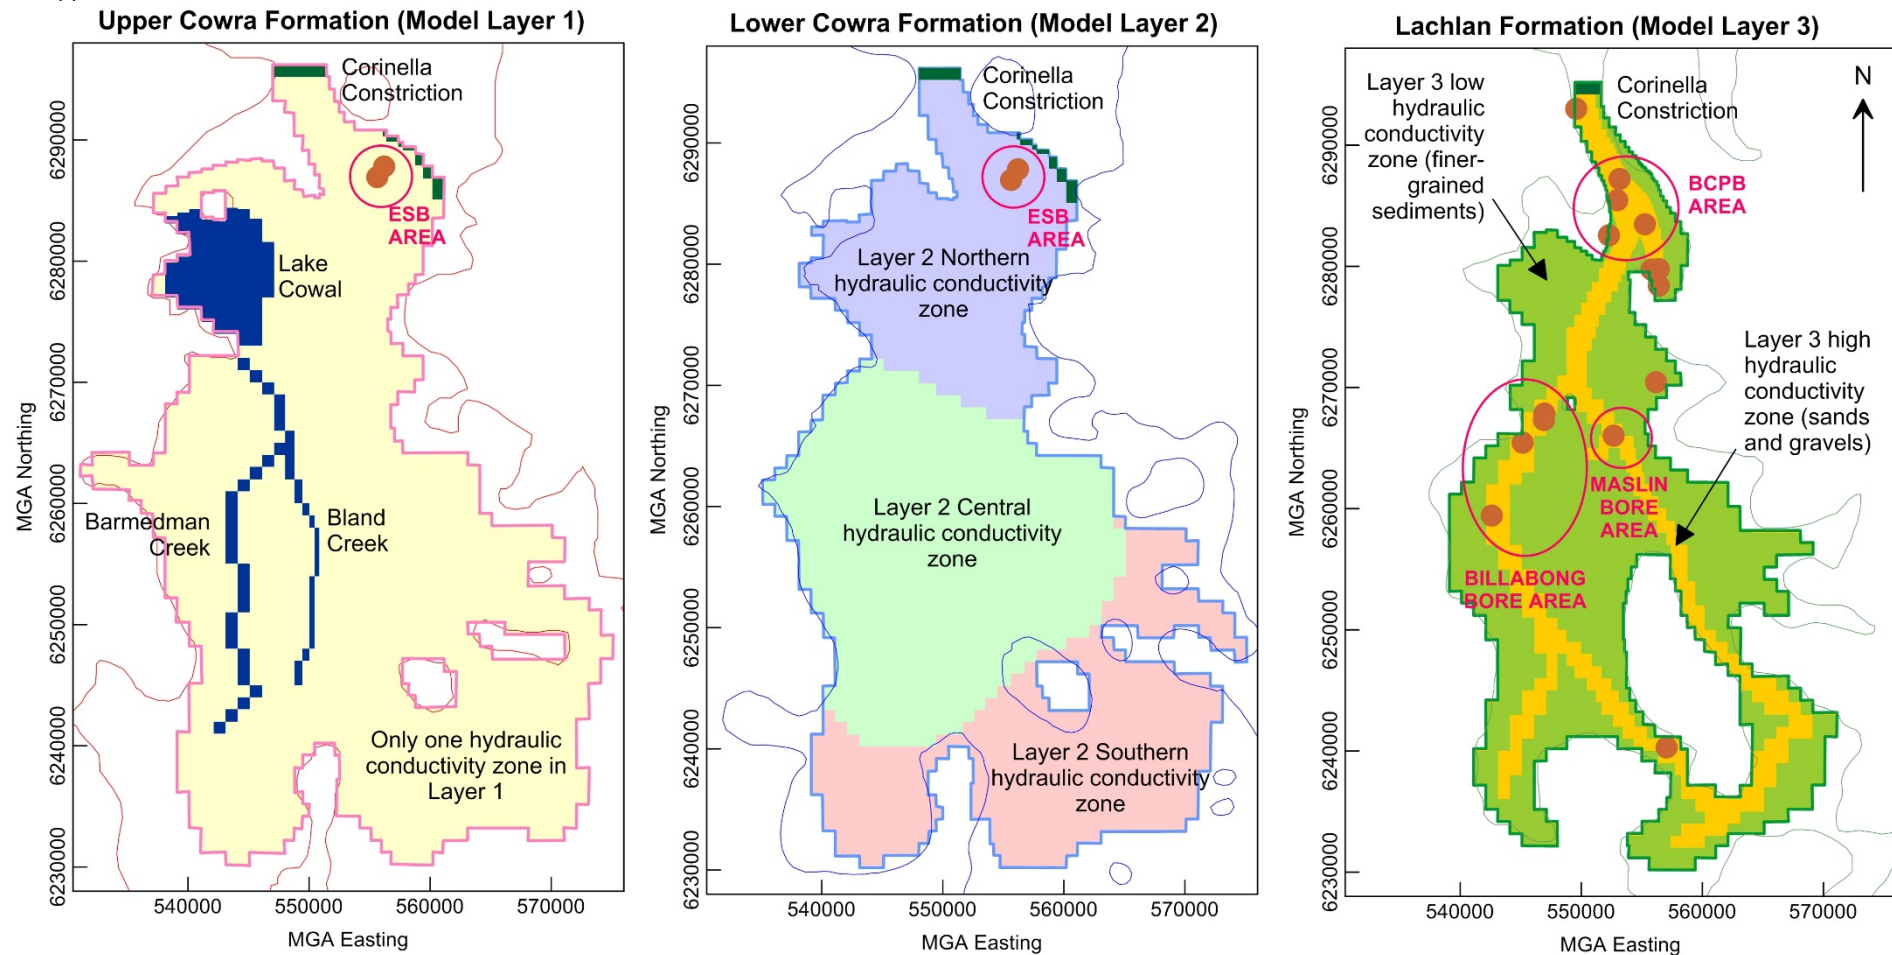 Upper Cowra Formation (Model Layer 1)
Corinella
Constriction
ESB
AREA
Lake
Cowal
Barmedman
Creek
Bland
Creek
Only one hydraulic
conductivity zone in
Layer 1
MGA Northing
6290000
6280000
6270000
6260000
6250000
6240000
6230000
540000
550000
560000
570000
MGA Easting
Lower Cowra Formation (Model Layer 2)
Corinella
Constriction
ESB
AREA
Layer 2 Northern
hydraulic conductivity
zone
Layer 2 Central
hydraulic conductivity
zone
Layer 2 Southern
hydraulic conductivity
zone
MGA Northing
6290000
6280000
6270000
6260000
6250000
6240000
6230000
540000
550000
560000
570000
MGA Easting
Lachlan Formation (Model Layer 3)
N
Layer 3 low
hydraulic
conductivity
zone (finer-
grained
sediments)
Corinella
Constriction
BCPB
AREA
Layer 3 high
hydraulic
conductivity
zone (sands
and gravels)
MASLIN
BORE
AREA
BILLABONG
BORE AREA
MGA Northing
6290000
6280000
6270000
6260000
6250000
6240000
6230000
540000
550000
560000
570000
MGA Easting